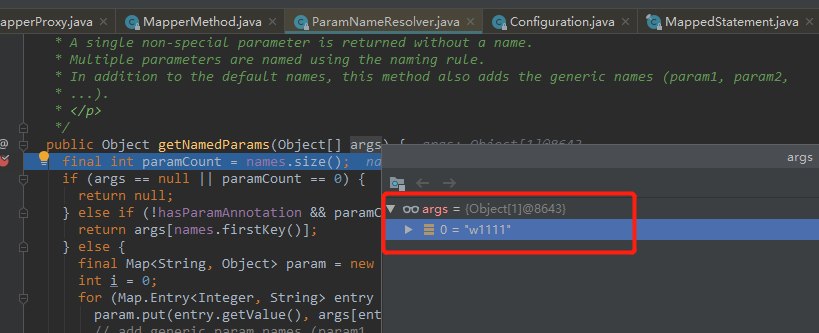 apperProxy.java MapperMethod.java ParamNameResolver.java Configuration.java MappedStatement.java
* A single non-special parameter is returned without a name.
* Multiple parameters are named using the naming rule.
* In addition to the default names, this method also adds the generic names (param1, param2,
* ...).
* </p>
*/
public Object getNamedParams(Object[] args) { args: Object[1]@8643
final int paramCount = names.size(); na
args
if (args == null || paramCount == 0) {
return null;
} else if (!hasParamAnnotation && paramC
args = {Object[1]@8643}
return args[names.firstKey()];
0 = "w1111"
} else {
final Map<String, Object> param = new
int i = 0;
for (Map.Entry<Integer, String> entry
param.put(entry.getValue(), args[ent
// add generic param names (param1